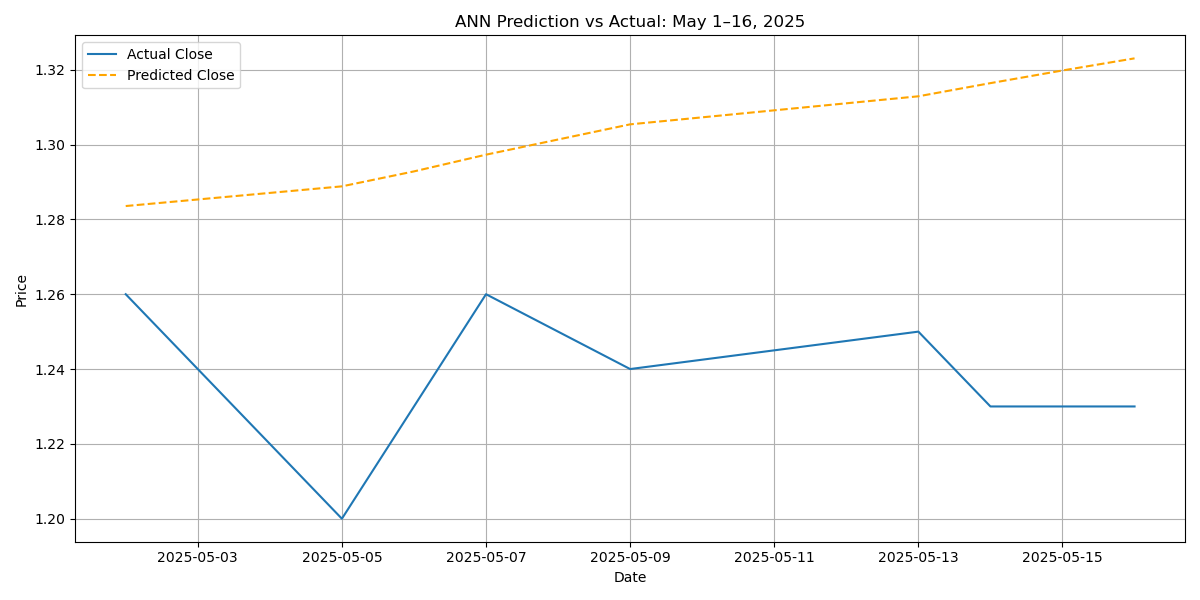 ANN Prediction vs Actual: May 1–16, 2025
Actual Close
Predicted Close
1.32
1.30
1.28
1.26
1.24
1.22
1.20
Price
2025-05-03 2025-05-05 2025-05-07 2025-05-09 2025-05-11 2025-05-13 2025-05-15
Date